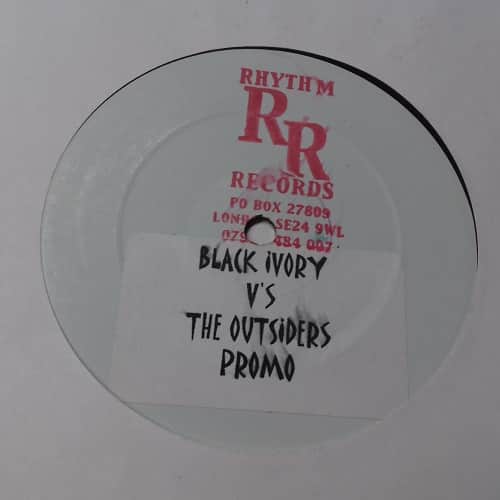 RHYTHM
RR
RECORDS
PO BOX 27809
SE24 9WL
484 007
BLACK iVORY
V'S
THE OUTSiDERS
PROMO